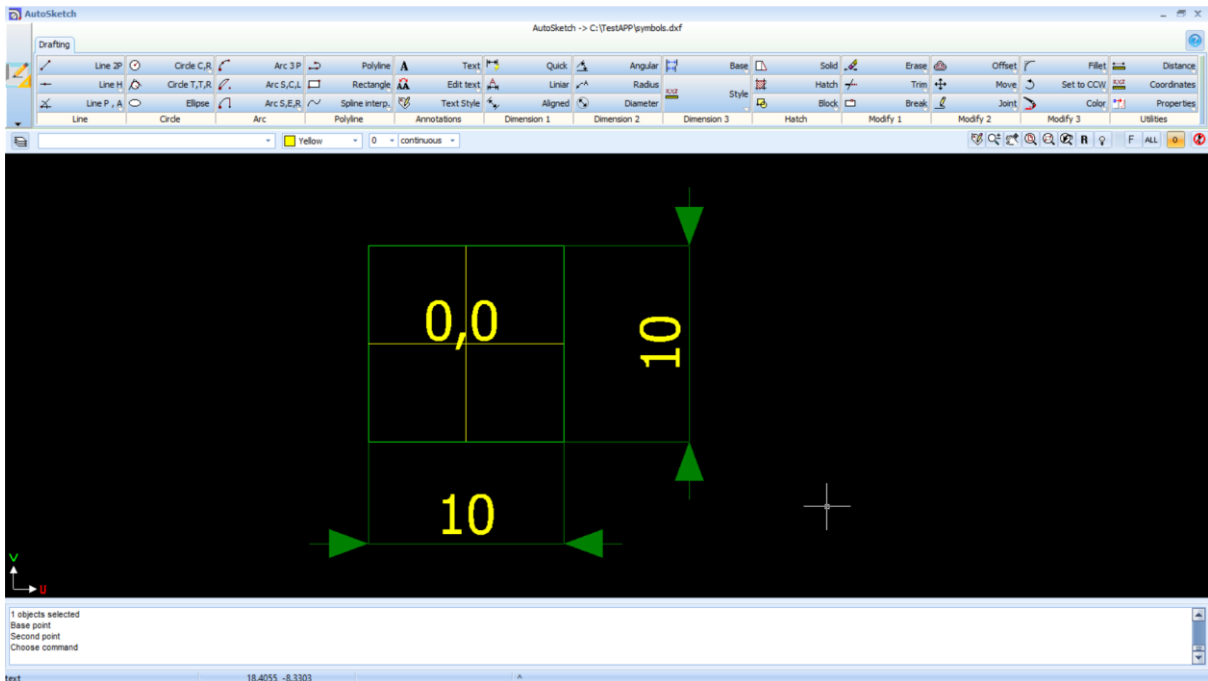 AutoSketch
AutoSketch -> C:\TestAPP\symbols.dxf
Drafting
Line 2P Circle C,R Arc 3 P Polyline A Text Quick Angular Base Solid Erase Offset Fillet Distance
Line H Circle T,T,R Arc S,C,L Rectangle AA Edit text Liniar Radius Style Hatch Trim Move Set to CCW Coordinates
Line P , A Ellipse Arc S,E,R Spline interp. Text Style Aligned Diameter Block Break Joint Color Properties
Line Circle Arc Polyline Annotations Dimension 1 Dimension 2 Dimension 3 Hatch Modify 1 Modify 2 Modify 3 Utilities
Yellow 0 continuous R F ALL 0
0,0
10
10
V
U
1 objects selected
Base point
Second point
Choose command
text 18.4055, -8.3303